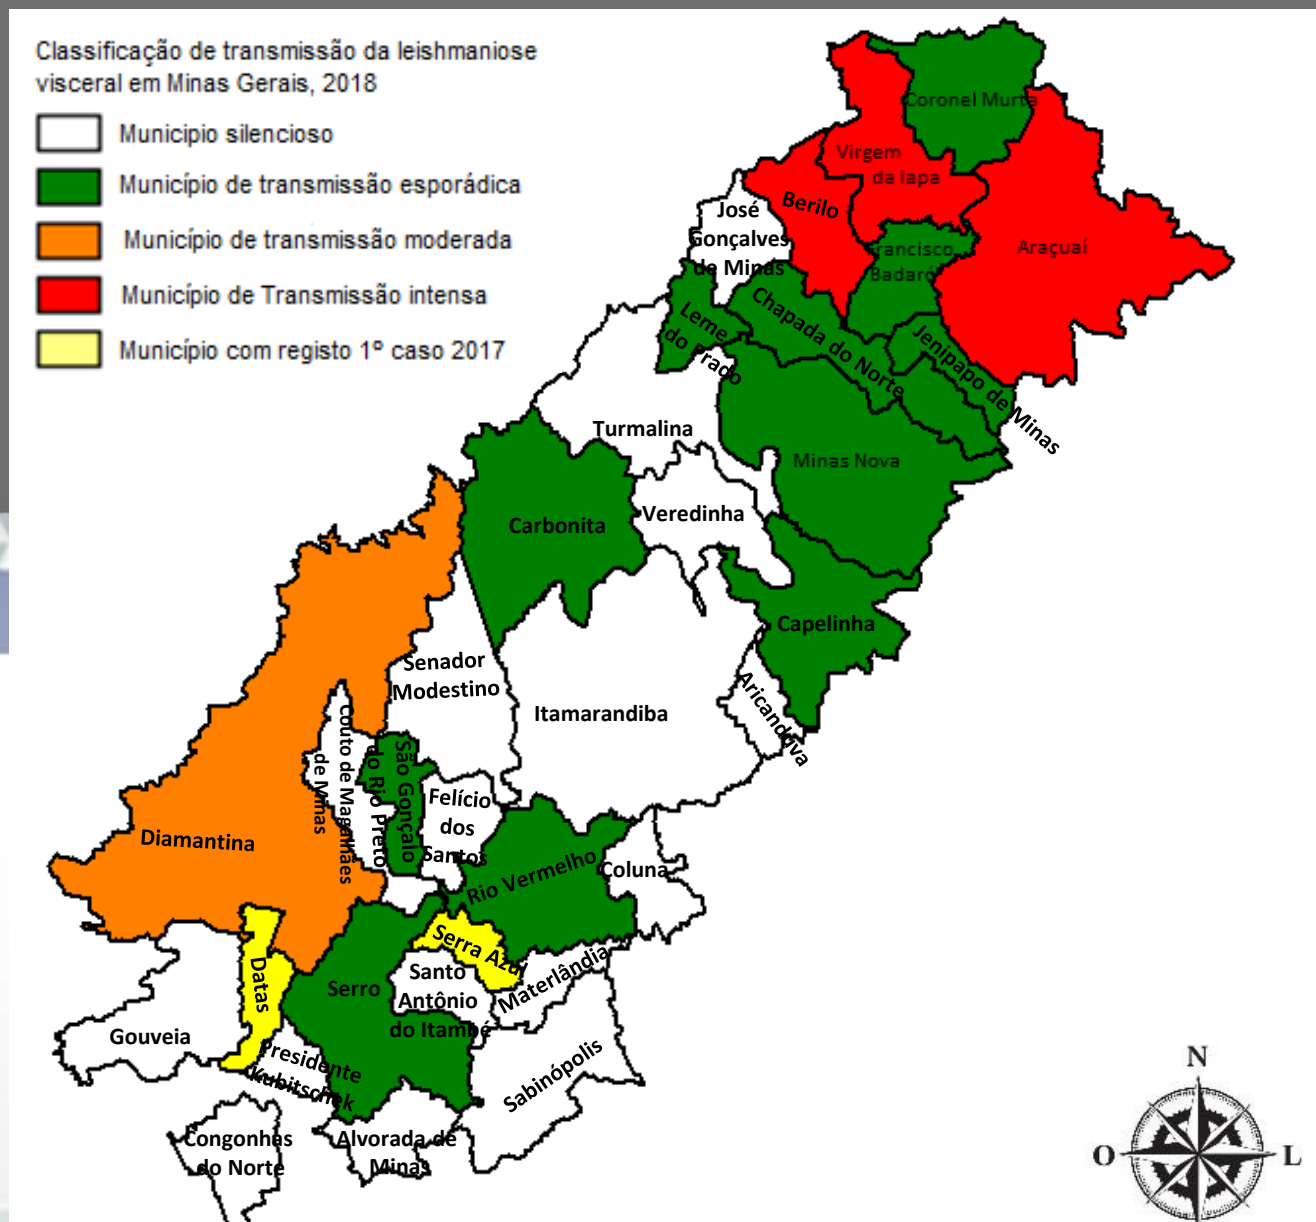 Classificação de transmissão da leishmaniose
visceral em Minas Gerais, 2018
Municipio silencioso
Município de transmissão esporádica
Município de transmissão moderada
Município de Transmissão intensa
Município com registo 1º caso 2017
Coronel Murta
Virgem
da lapa
Berilo
José
Gonçalves
de Minas
Francisco
Badaró
Araçuaí
Leme
do Prado
Chapada do Norte
Jenipapo de Minas
Turmalina
Minas Nova
Carbonita
Veredinha
Capelinha
Senador
Modestino
Itamarandiba
Aricanduva
Couto de Magalhães
de Minas
São Gonçalo
do Rio Preto
Felício
dos
Santos
Diamantina
Rio Vermelho
Coluna
Serra Azul
Datas
Serro
Santo
Antônio
do Itambé
Materlândia
Gouveia
Presidente
Kubitschek
Sabinópolis
Congonhas
do Norte
Alvorada de
Minas
N
O
L